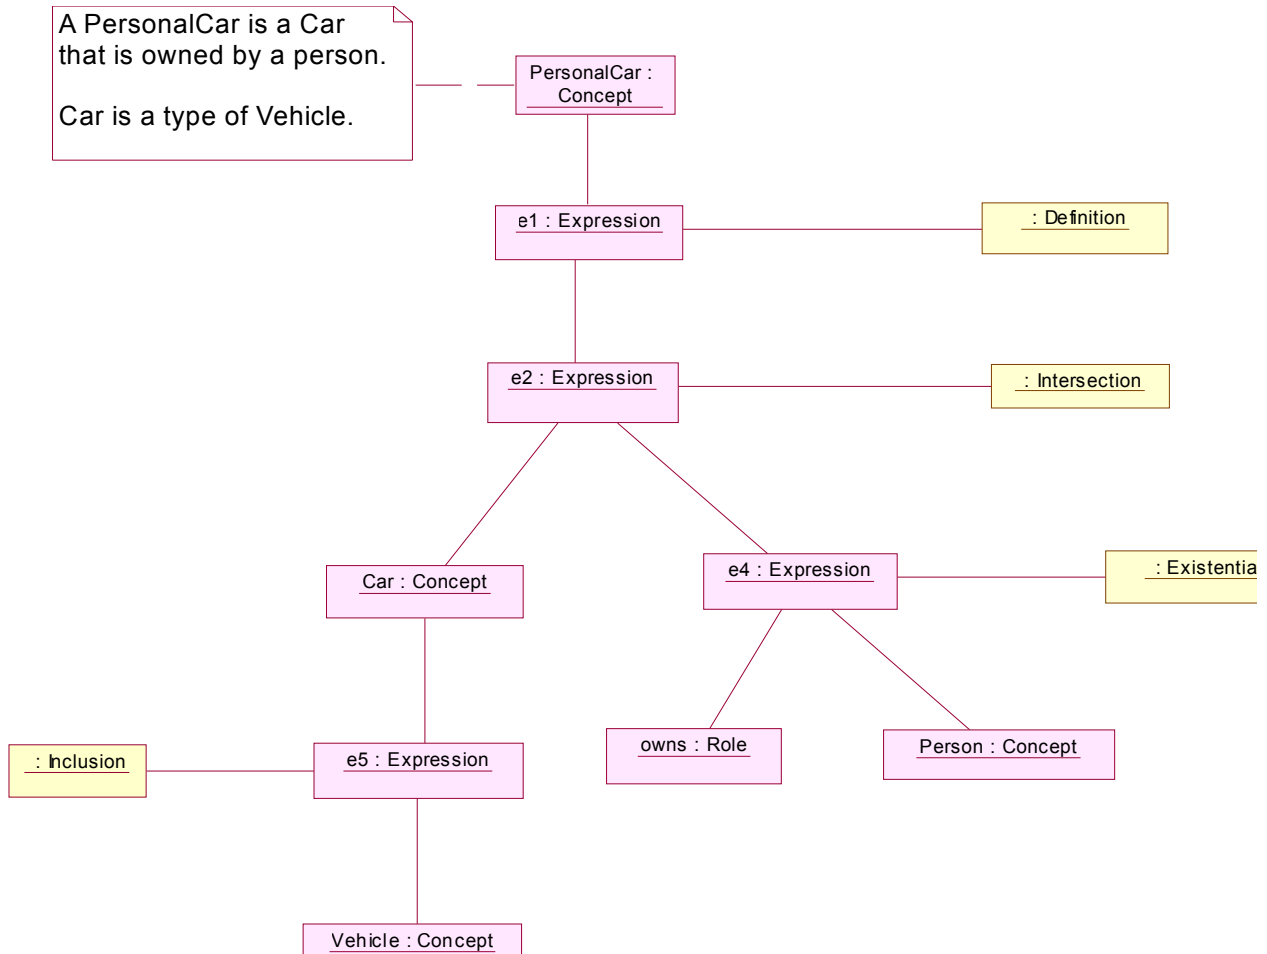 A PersonalCar is a Car
that is owned by a person.
Car is a type of Vehicle.
PersonalCar :
Concept
e1 : Expression
: Definition
e2 : Expression
: Intersection
Car : Concept
e4 : Expression
: Existentia
owns : Role
Person : Concept
: Inclusion
e5 : Expression
Vehicle : Concept